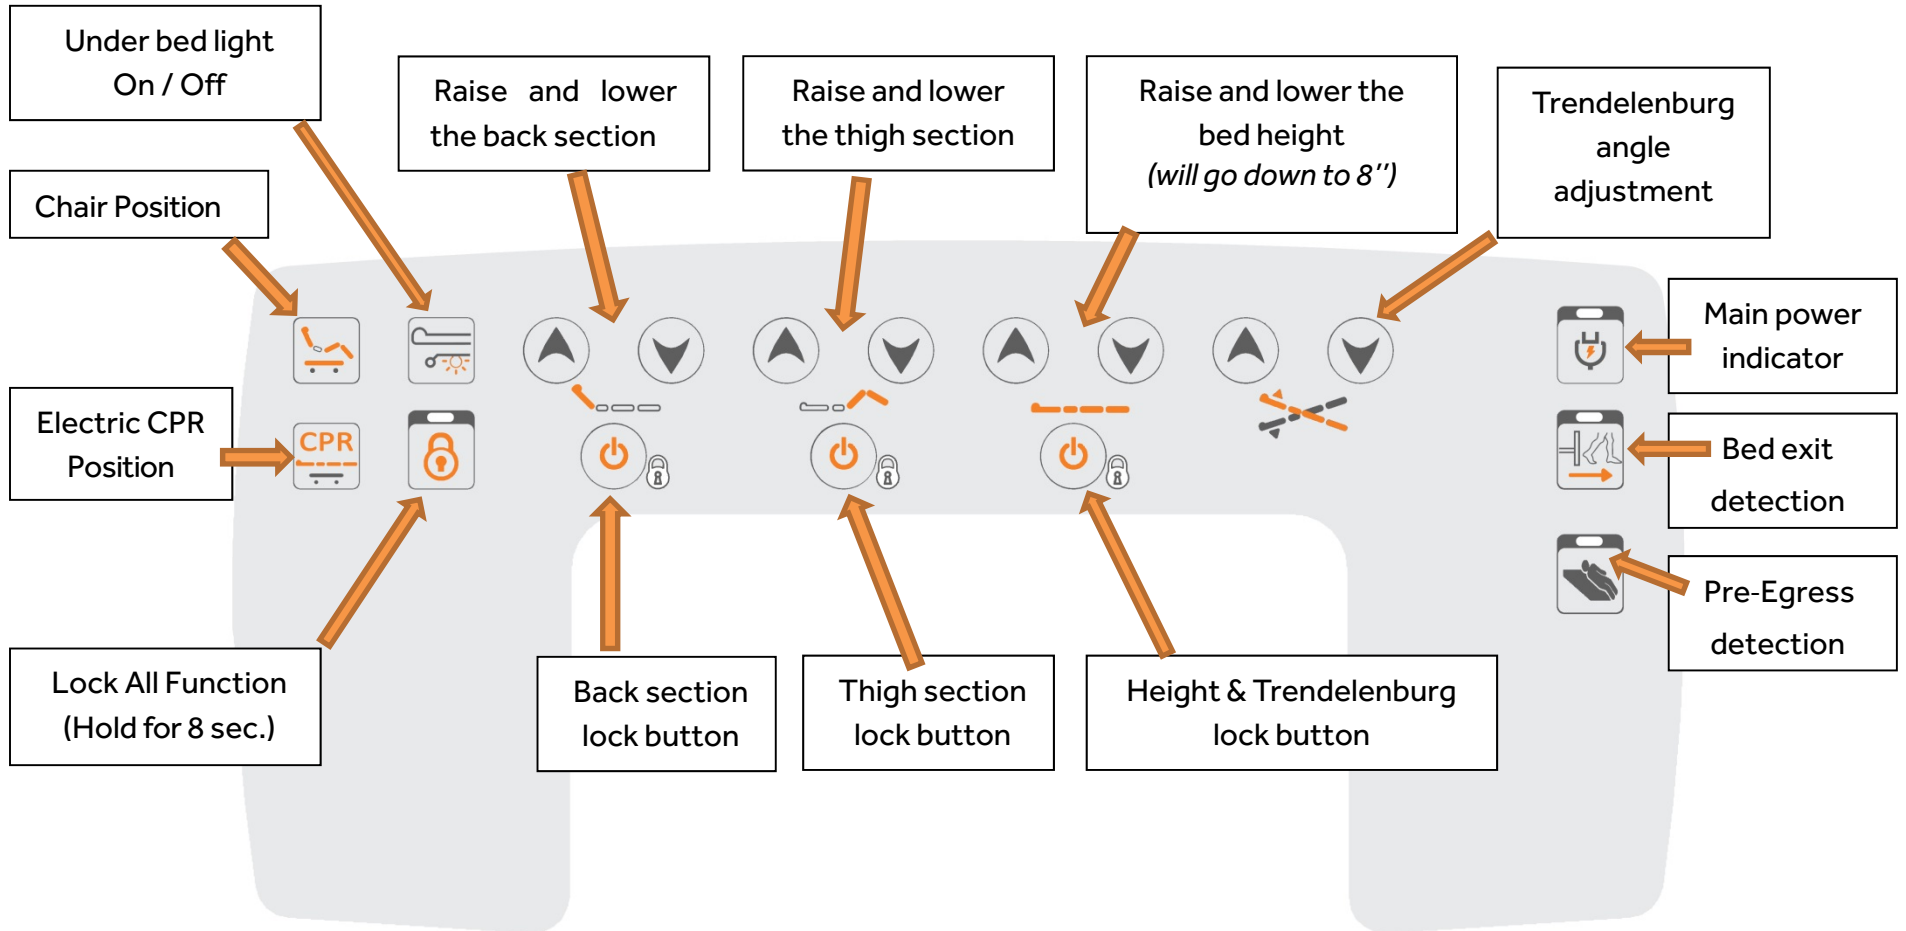 Under bed light
On / Off
Raise and lower
the back section
Raise and lower
the thigh section
Raise and lower the
bed height
(will go down to 8'')
Trendelenburg
angle
adjustment
Chair Position
Main power
indicator
Electric CPR
Position
CPR
Bed exit
detection
Pre-Egress
detection
Lock All Function
(Hold for 8 sec.)
Back section
lock button
Thigh section
lock button
Height & Trendelenburg
lock button